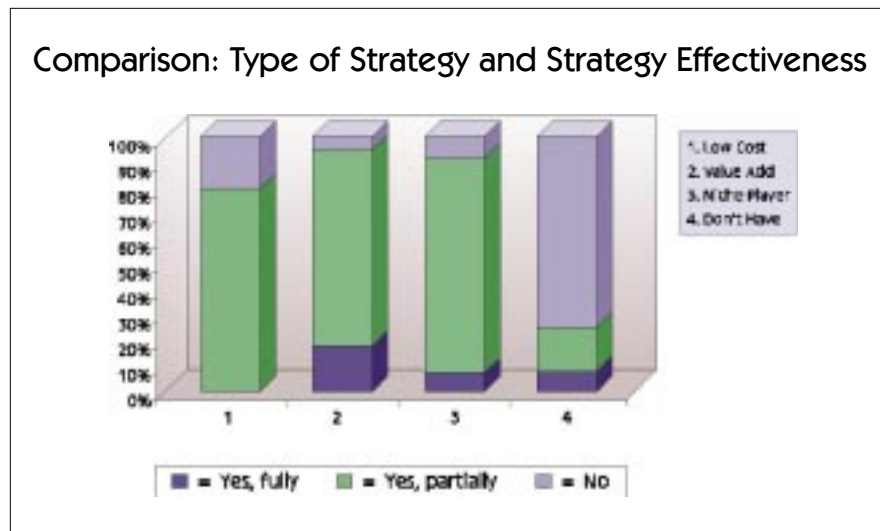 Comparison: Type of Strategy and Strategy Effectiveness
100%
90%
80%
70%
60%
50%
40%
30%
20%
10%
0%
1
2
3
4
1. Low Cost
2. Value Add
3. Niche Player
4. Don't Have
= Yes, fully = Yes, partially = No